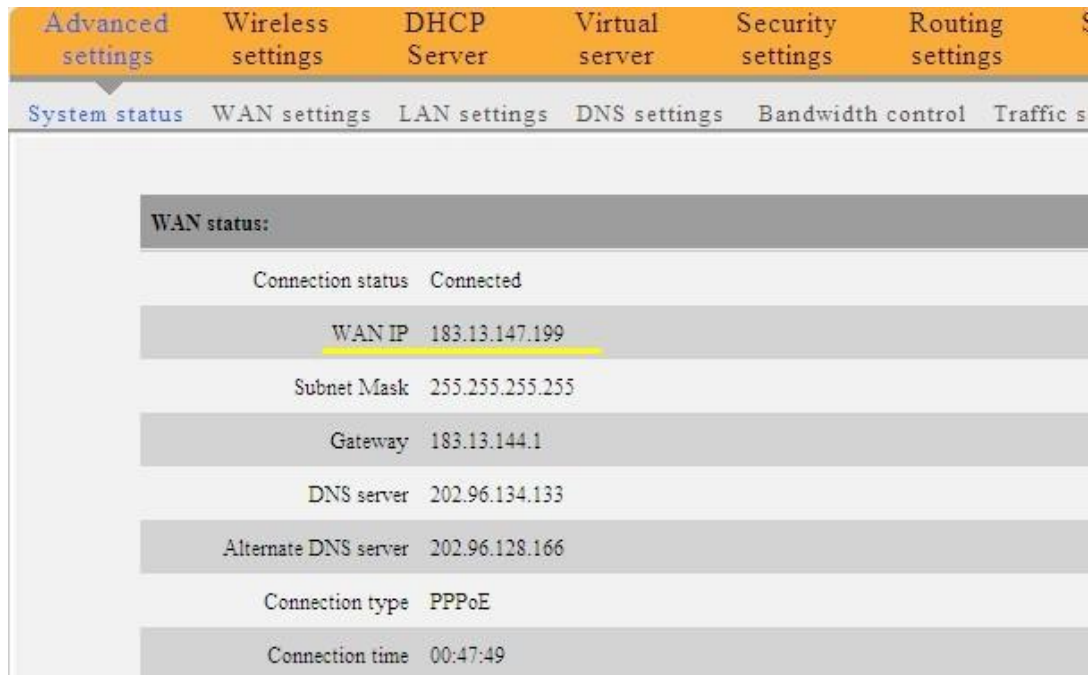 Advanced settings Wireless settings DHCP Server Virtual server Security settings Routing settings
System status WAN settings LAN settings DNS settings Bandwidth control Traffic
WAN status:
Connection status Connected
WAN IP 183.13.147.199
Subnet Mask 255.255.255.255
Gateway 183.13.144.1
DNS server 202.96.134.133
Alternate DNS server 202.96.128.166
Connection type PPPoE
Connection time 00:47:49